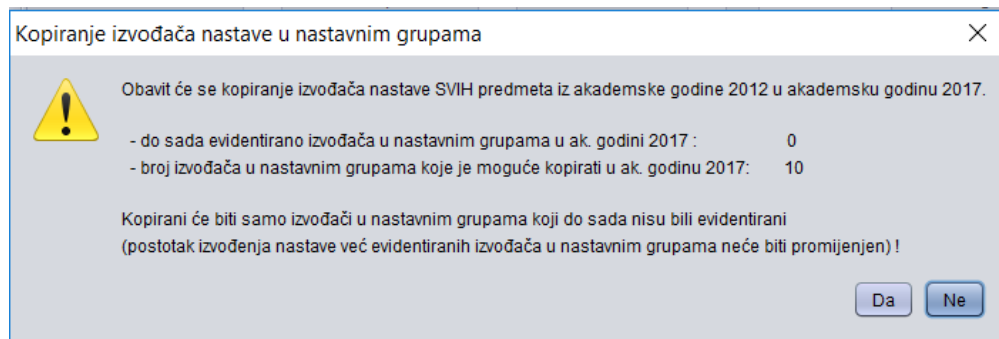 Kopiranje izvođača nastave u nastavnim grupama
Obavit će se kopiranje izvođača nastave SVIH predmeta iz akademske godine 2012 u akademsku godinu 2017.
- do sada evidentirano izvođača u nastavnim grupama u ak. godini 2017 : 0
- broj izvođača u nastavnim grupama koje je moguće kopirati u ak. godinu 2017: 10
Kopirani će biti samo izvođači u nastavnim grupama koji do sada nisu bili evidentirani
(postotak izvođenja nastave već evidentiranih izvođača u nastavnim grupama neće biti promijenjen) !
Da Ne